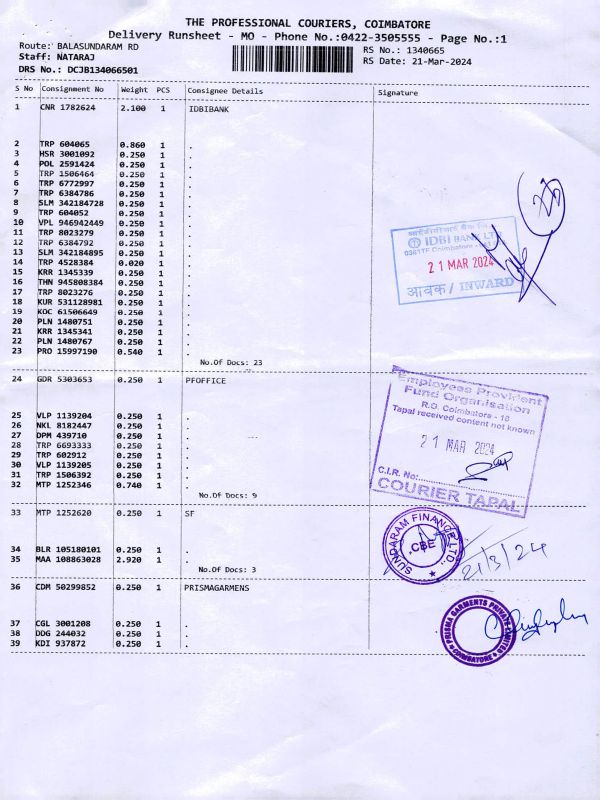 THE PROFESSIONAL COURIERS, COIMBATORE
Delivery Runsheet - MO - Phone No.:0422-3505555 - Page No.:1
Route: BALASUNDARAM RD
RS No.: 1340665
Staff: NATARAJ
RS Date: 21-Mar-2024
DRS No.: DCJB134066501
S No Consignment No Weight PCS Consignee Details Signature
1 CNR 1782624 2.100 1 IDBIBANK
2 TRP 604065 0.860 1 .
3 HSR 3001092 0.250 1 .
4 POL 2591424 0.250 1 .
5 TRP 1506464 0.250 1 .
6 TRP 6772997 0.250 1 .
7 TRP 6384786 0.250 1 .
8 SLM 342184728 0.250 1 .
9 TRP 604052 0.250 1 .
10 VPL 946942449 0.250 1 .
11 TRP 8023279 0.250 1 .
12 TRP 6384792 0.250 1 .
13 SLM 342184895 0.250 1 .
14 TRP 4528384 0.020 1 .
15 KRR 1345339 0.250 1 .
16 THN 945808384 0.250 1 .
17 TRP 8023276 0.250 1 .
18 KUR 531128981 0.250 1 .
19 KOC 61506649 0.250 1 .
20 PLN 1480751 0.250 1 .
21 KRR 1345341 0.250 1 .
22 PLN 1480767 0.250 1 .
23 PRO 15997190 0.540 1 .
No.Of Docs: 23
IDBI BANK LTD.
21 MAR 2024
आवक / INWARD
24 GDR 5303653 0.250 1 PFOFFICE
25 VLP 1139204 0.250 1 .
26 NKL 8182447 0.250 1 .
27 DPM 439710 0.250 1 .
28 TRP 6693333 0.250 1 .
29 TRP 602912 0.250 1 .
30 VLP 1139205 0.250 1 .
31 TRP 1506392 0.250 1 .
32 MTP 1252346 0.740 1 .
No.Of Docs: 9
Employees Provident
Fund Organisation
R.O. Coimbatore - 18
Tapal received content not known
21 MAR 2024
C.I.R. No:
COURIER TAPAL
33 MTP 1252620 0.250 1 SF
34 BLR 105180101 0.250 1 .
35 MAA 108863028 2.920 1 .
No.Of Docs: 3
SUNDARAM FINANCE LTD.,
CBE
21/3/24
36 CDM 50299852 0.250 1 PRISMAGARMENS
37 CGL 3001208 0.250 1 .
38 DDG 244032 0.250 1 .
39 KDI 937872 0.250 1 .
PRISMA GARMENTS PRIVATE LIMITED
COIMBATORE